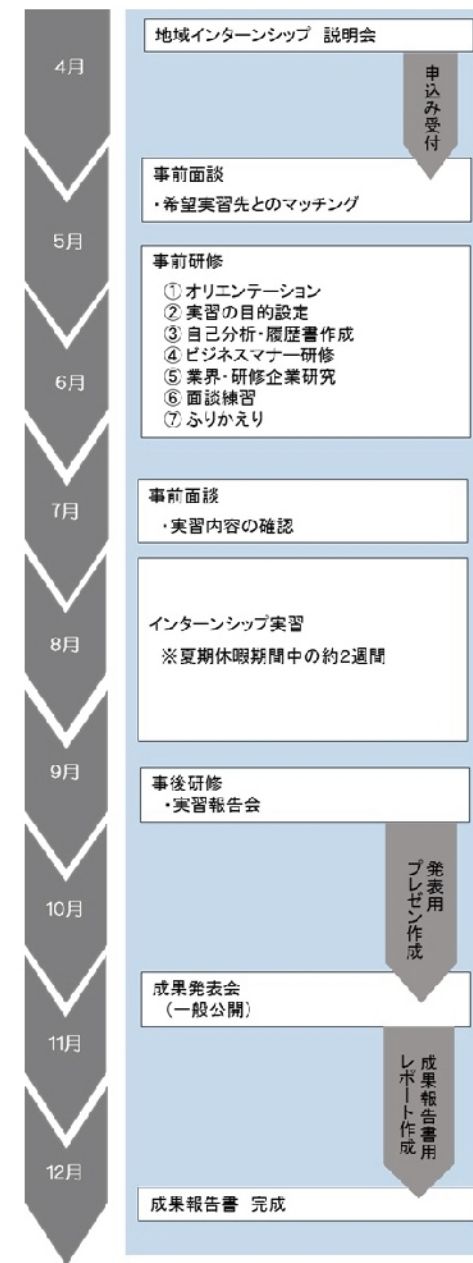 4月
地域インターンシップ 説明会
申込み受付
事前面談
・希望実習先とのマッチング
5月
事前研修
①オリエンテーション
②実習の目的設定
③自己分析・履歴書作成
④ビジネスマナー研修
⑤業界・研修企業研究
⑥面談練習
⑦ふりかえり
6月
7月
事前面談
・実習内容の確認
インターンシップ実習
※夏期休暇期間中の約2週間
8月
9月
事後研修
・実習報告会
発表用
プレゼン作成
10月
成果発表会
(一般公開)
11月
成果報告書用
レポート作成
12月
成果報告書 完成